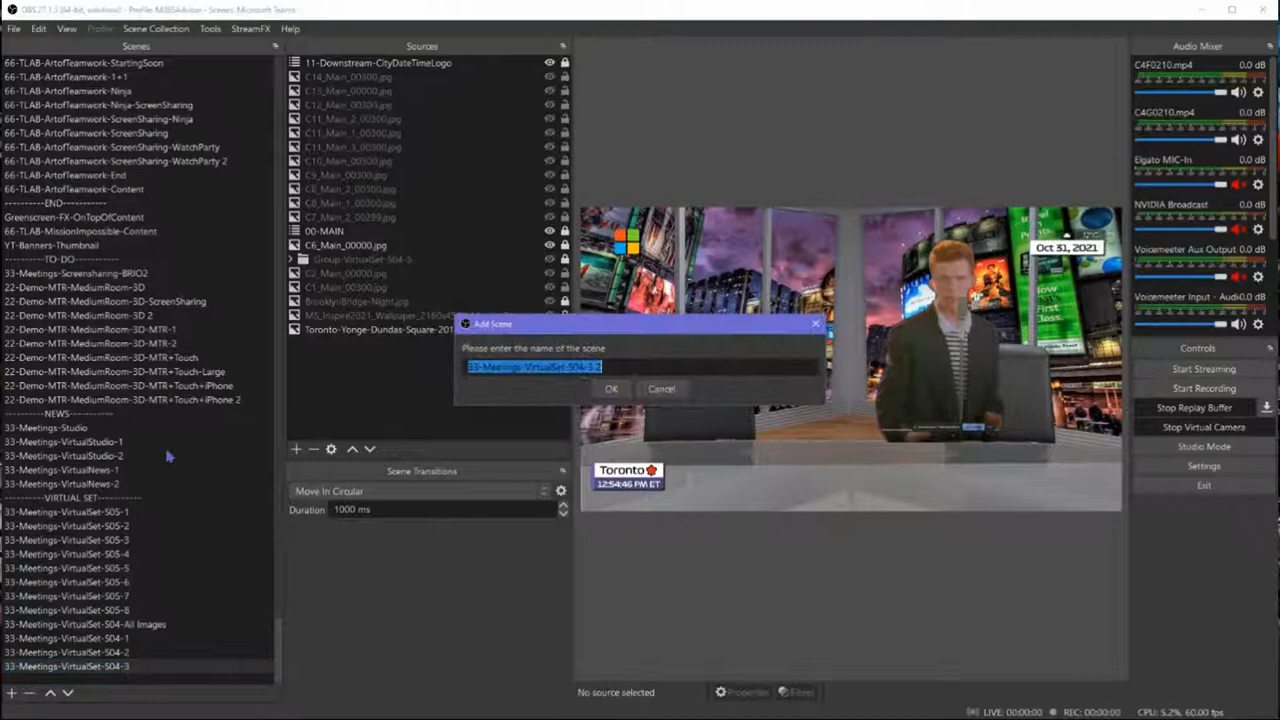 OBS 27.1.3 (64-bit, windows) - Profile: M365Advisor - Scenes: Microsoft Teams
File Edit View Profile Scene Collection Tools StreamFX Help
Scenes
66-TLAB-ArtofTeamwork-StartingSoon
66-TLAB-ArtofTeamwork-1+1
66-TLAB-ArtofTeamwork-Ninja
66-TLAB-ArtofTeamwork-Ninja-ScreenSharing
66-TLAB-ArtofTeamwork-ScreenSharing-Ninja
66-TLAB-ArtofTeamwork-ScreenSharing
66-TLAB-ArtofTeamwork-ScreenSharing-WatchParty
66-TLAB-ArtofTeamwork-ScreenSharing-WatchParty 2
66-TLAB-ArtofTeamwork-End
66-TLAB-ArtofTeamwork-Content
----------END----------
Greenscreen-FX-OnTopOfContent
66-TLAB-MissionImpossible-Content
YT-Banners-Thumbnail
----------TO-DO----------
33-Meetings-Screensharing-BRIO2
22-Demo-MTR-MediumRoom-3D
22-Demo-MTR-MediumRoom-3D-ScreenSharing
22-Demo-MTR-MediumRoom-3D 2
22-Demo-MTR-MediumRoom-3D-MTR-1
22-Demo-MTR-MediumRoom-3D-MTR-2
22-Demo-MTR-MediumRoom-3D-MTR+Touch
22-Demo-MTR-MediumRoom-3D-MTR+Touch-Large
22-Demo-MTR-MediumRoom-3D-MTR+Touch+iPhone
22-Demo-MTR-MediumRoom-3D-MTR+Touch+iPhone 2
----------NEWS----------
33-Meetings-Studio
33-Meetings-VirtualStudio-1
33-Meetings-VirtualStudio-2
33-Meetings-VirtualNews-1
33-Meetings-VirtualNews-2
----------VIRTUAL SET----------
33-Meetings-VirtualSet-S05-1
33-Meetings-VirtualSet-S05-2
33-Meetings-VirtualSet-S05-3
33-Meetings-VirtualSet-S05-4
33-Meetings-VirtualSet-S05-5
33-Meetings-VirtualSet-S05-6
33-Meetings-VirtualSet-S05-7
33-Meetings-VirtualSet-S05-8
33-Meetings-VirtualSet-S04-All Images
33-Meetings-VirtualSet-S04-1
33-Meetings-VirtualSet-S04-2
33-Meetings-VirtualSet-S04-3
Sources
11-Downstream-CityDateTimeLogo
C14_Main_00300.jpg
C13_Main_00000.jpg
C12_Main_00300.jpg
C11_Main_2_00300.jpg
C11_Main_1_00300.jpg
C11_Main_3_00300.jpg
C10_Main_00300.jpg
C9_Main_00300.jpg
C8_Main_2_00300.jpg
C8_Main_1_00300.jpg
C7_Main_2_00299.jpg
00-MAIN
C6_Main_00000.jpg
Group-VirtualSet-S04-5
C2_Main_00000.jpg
C1_Main_00300.jpg
BrooklynBridge-Night.jpg
MS_Inspire2021_Wallpaper_2160x4
Toronto-Yonge-Dundas-Square-201
Scene Transitions
Move In Circular
Duration 1000 ms
Add Scene
Please enter the name of the scene
33-Meetings-VirtualSet-S04-3 2
OK Cancel
12°C
Oct 31, 2021
Toronto
12:54:46 PM ET
No source selected
Properties Filters
Audio Mixer
C4F0210.mp4 0.0 dB
C4G0210.mp4 0.0 dB
Elgato MIC-In 0.0 dB
NVIDIA Broadcast 0.0 dB
Voicemeeter Aux Output 0.0 dB
Voicemeeter Input - Audi 0.0 dB
Controls
Start Streaming
Start Recording
Stop Replay Buffer
Stop Virtual Camera
Studio Mode
Settings
Exit
LIVE: 00:00:00 REC: 00:00:00 CPU: 5.2%, 60.00 fps